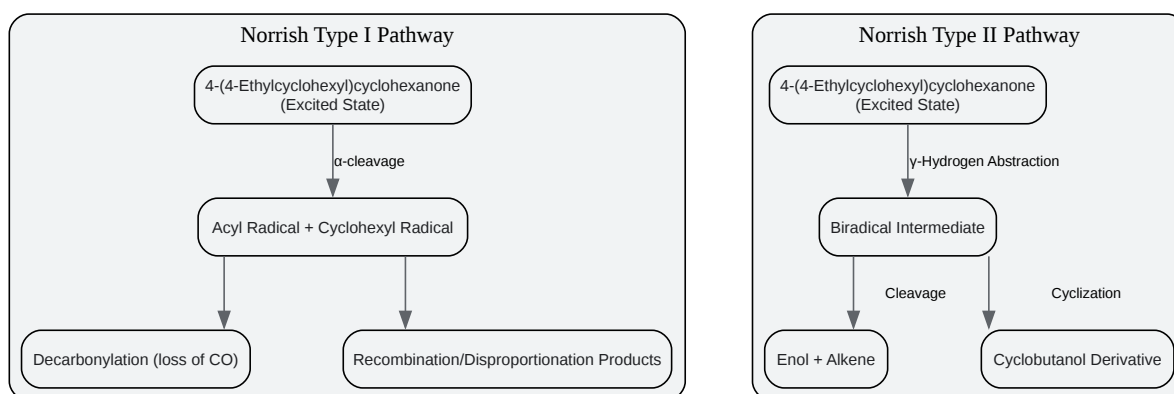 Norrish Type I Pathway
4-(4-Ethylcyclohexyl)cyclohexanone
(Excited State)
α-cleavage
Acyl Radical + Cyclohexyl Radical
Decarbonylation (loss of CO)
Recombination/Disproportionation Products
Norrish Type II Pathway
4-(4-Ethylcyclohexyl)cyclohexanone
(Excited State)
γ-Hydrogen Abstraction
Biradical Intermediate
Cleavage
Cyclization
Enol + Alkene
Cyclobutanol Derivative